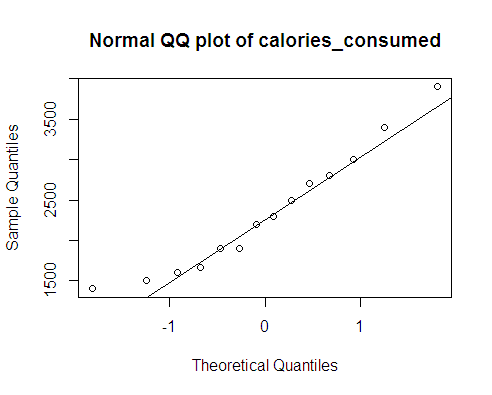 Normal QQ plot of calories_consumed
Sample Quantiles
3500
2500
1500
-1 0 1
Theoretical Quantiles